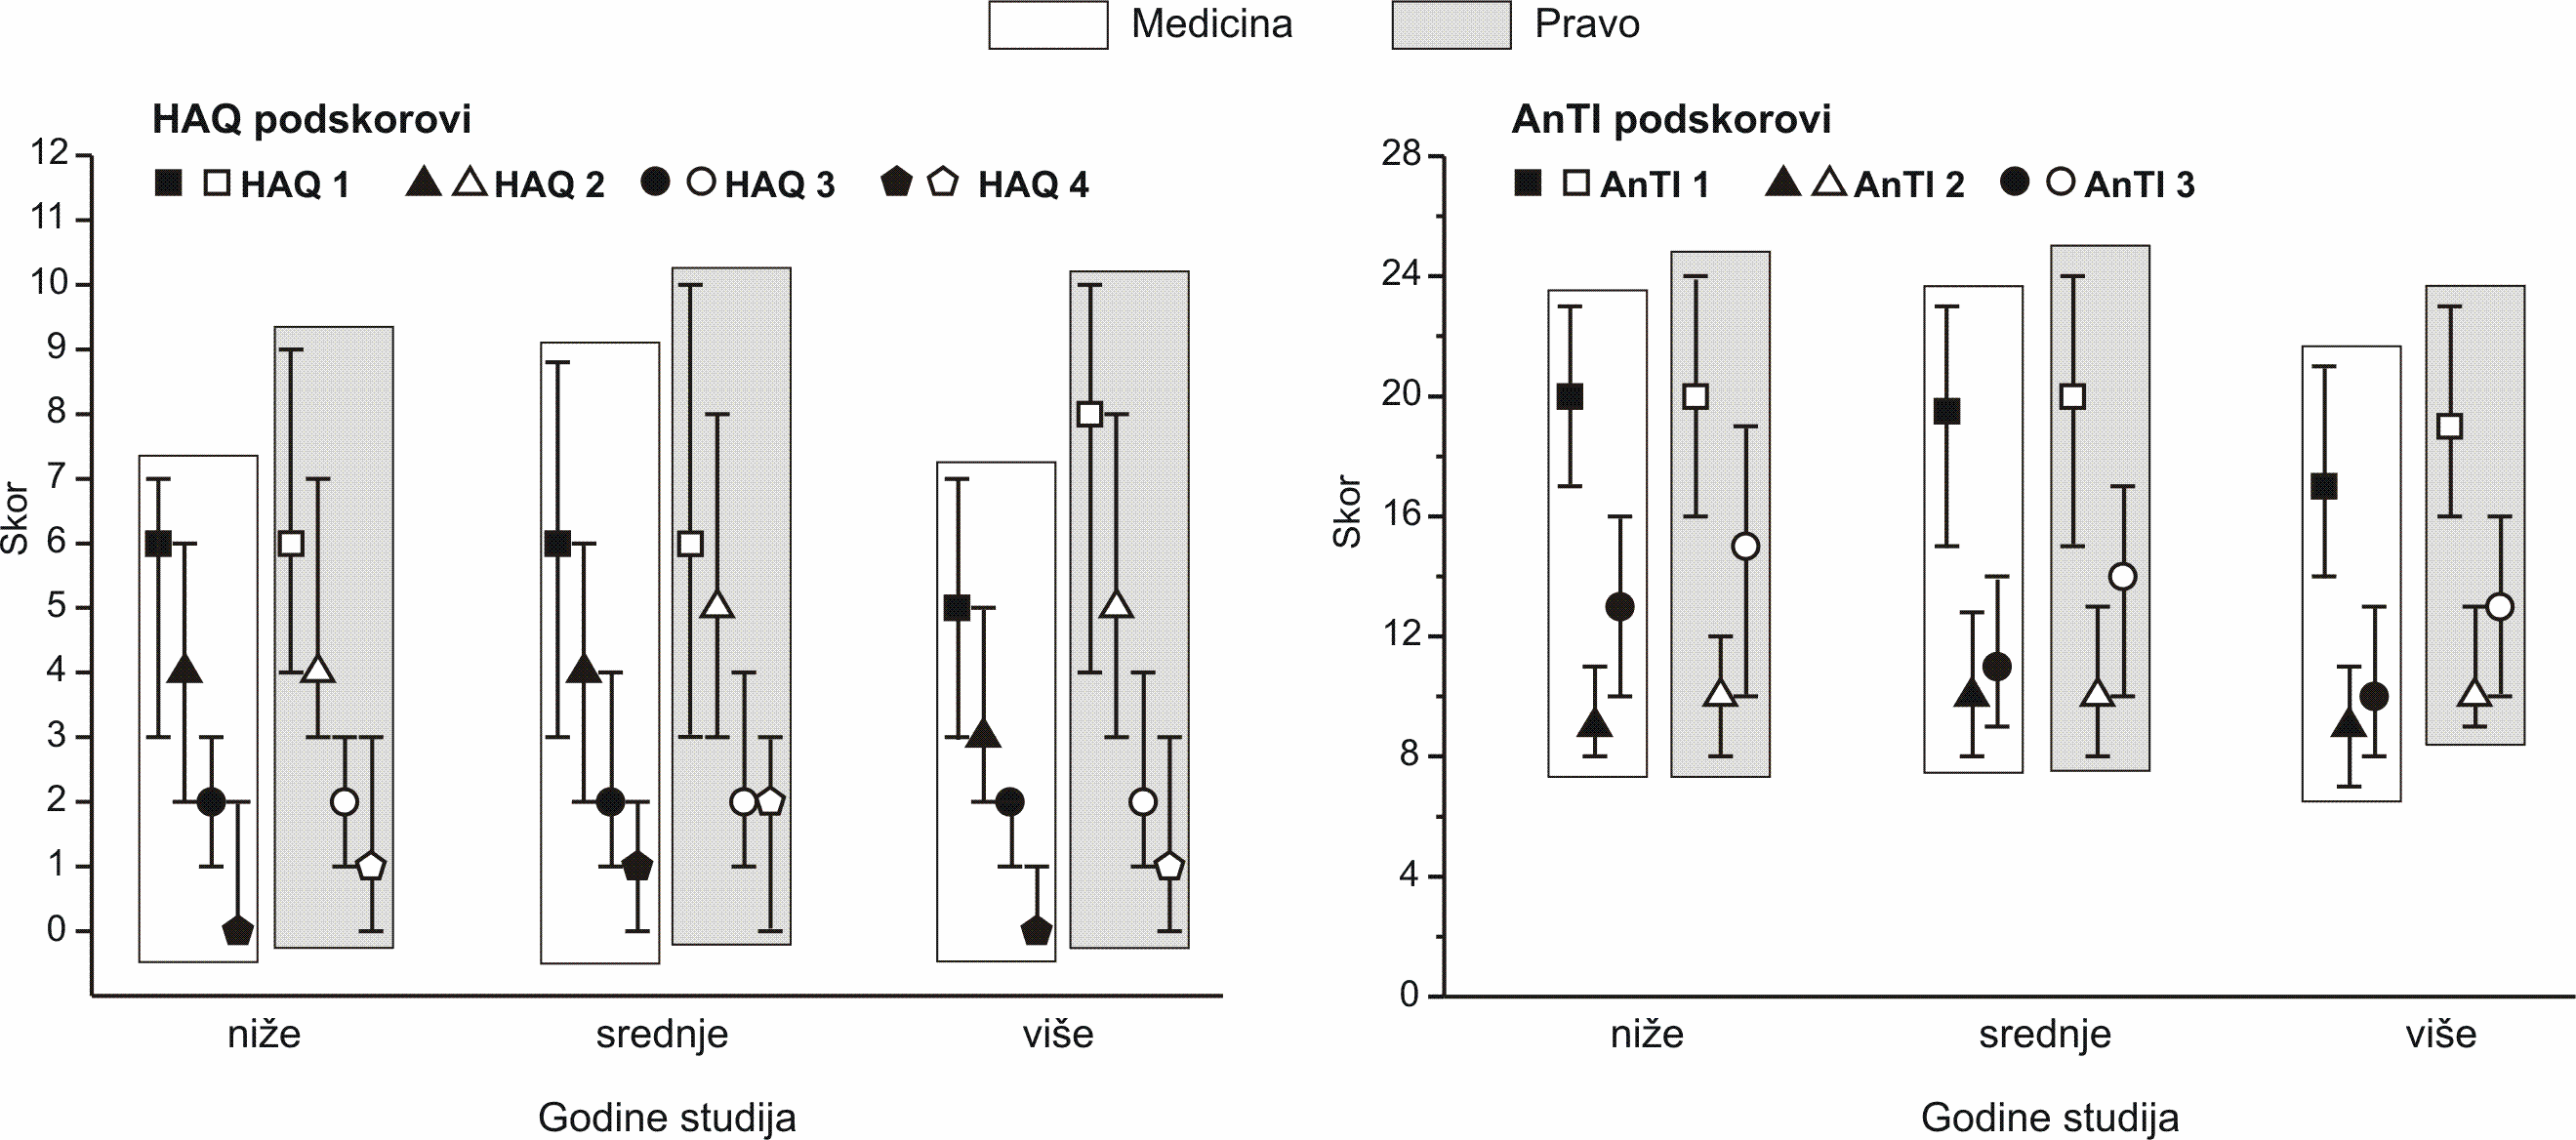 Medicina Pravo
HAQ podskorovi
HAQ 1 HAQ 2 HAQ 3 HAQ 4
12
11
10
9
8
7
6
5
4
3
2
1
0
Skor
niže srednje više
Godine studija
AnTI podskorovi
AnTI 1 AnTI 2 AnTI 3
28
24
20
16
12
8
4
0
Skor
niže srednje više
Godine studija